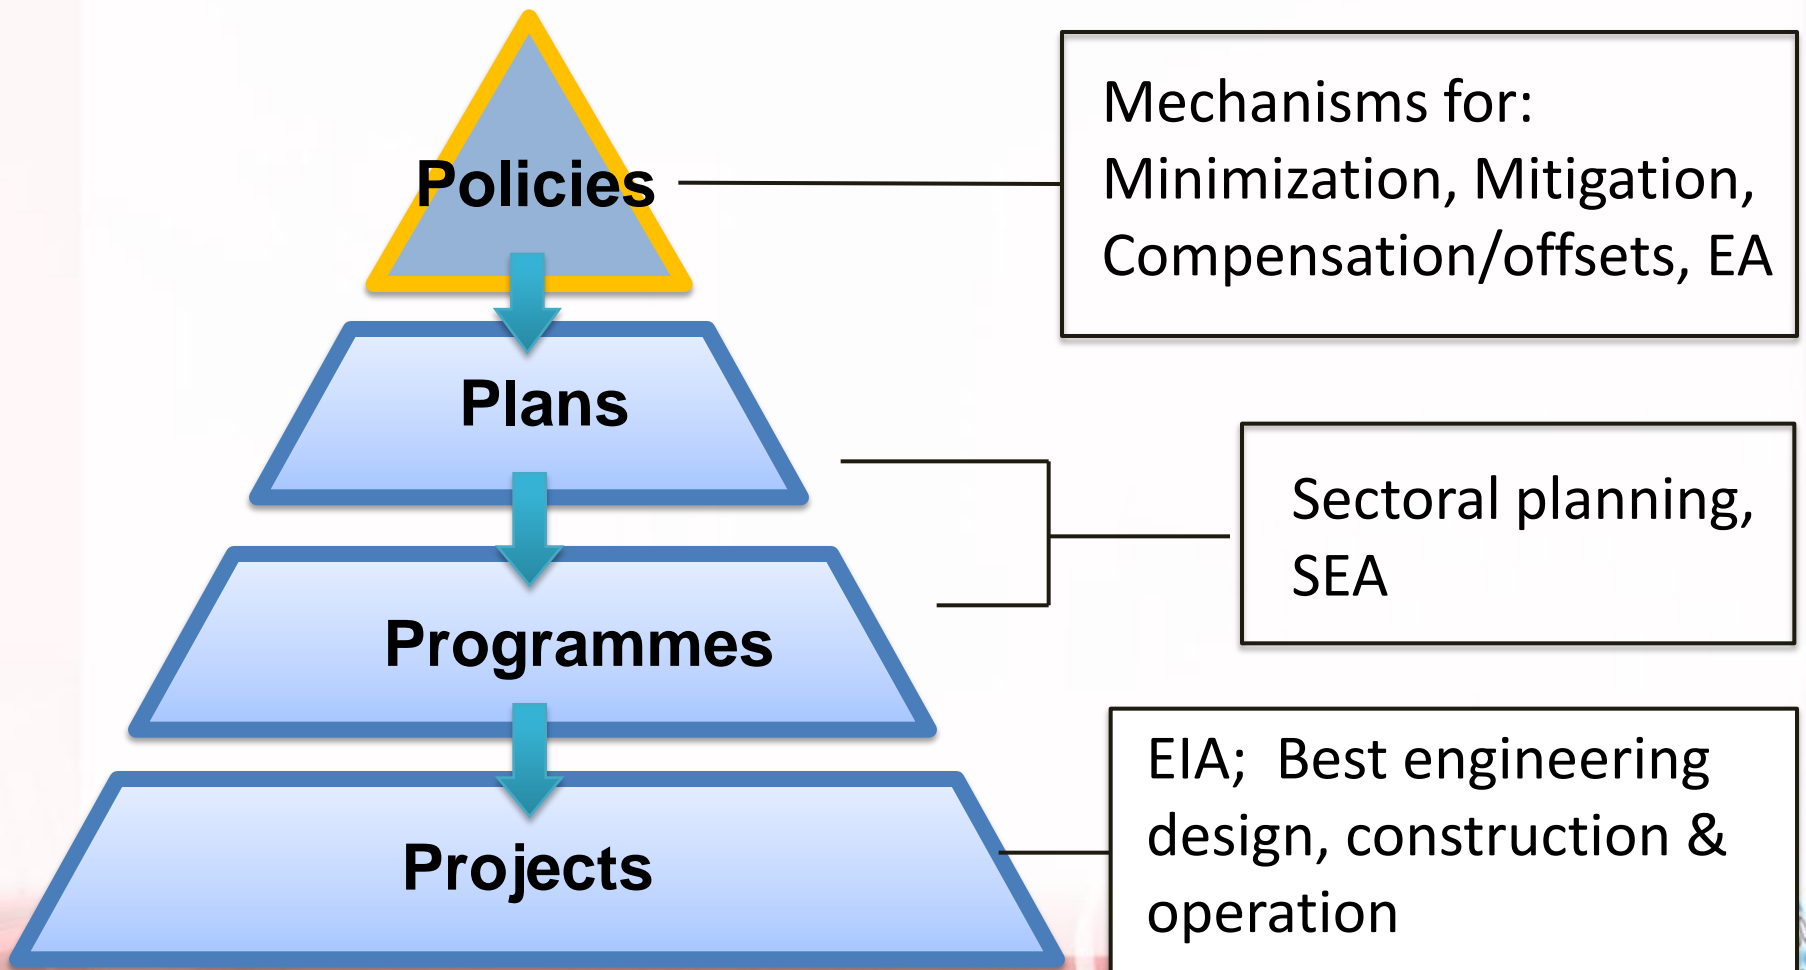 Policies
Mechanisms for:
Minimization, Mitigation,
Compensation/offsets, EA
Plans
Sectoral planning,
SEA
Programmes
Projects
EIA;  Best engineering
design, construction &
operation